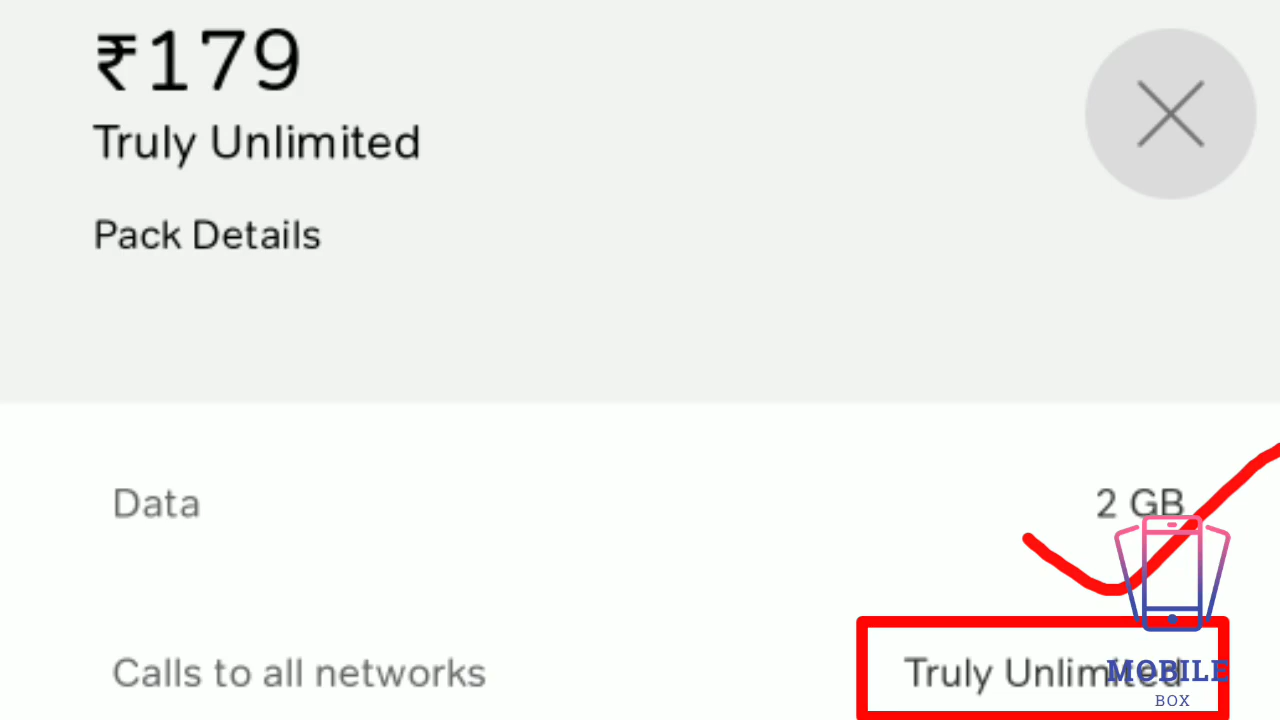 ₹179
Truly Unlimited
Pack Details
Data
2 GB
Calls to all networks
Truly Unlimited
MOBILE
BOX